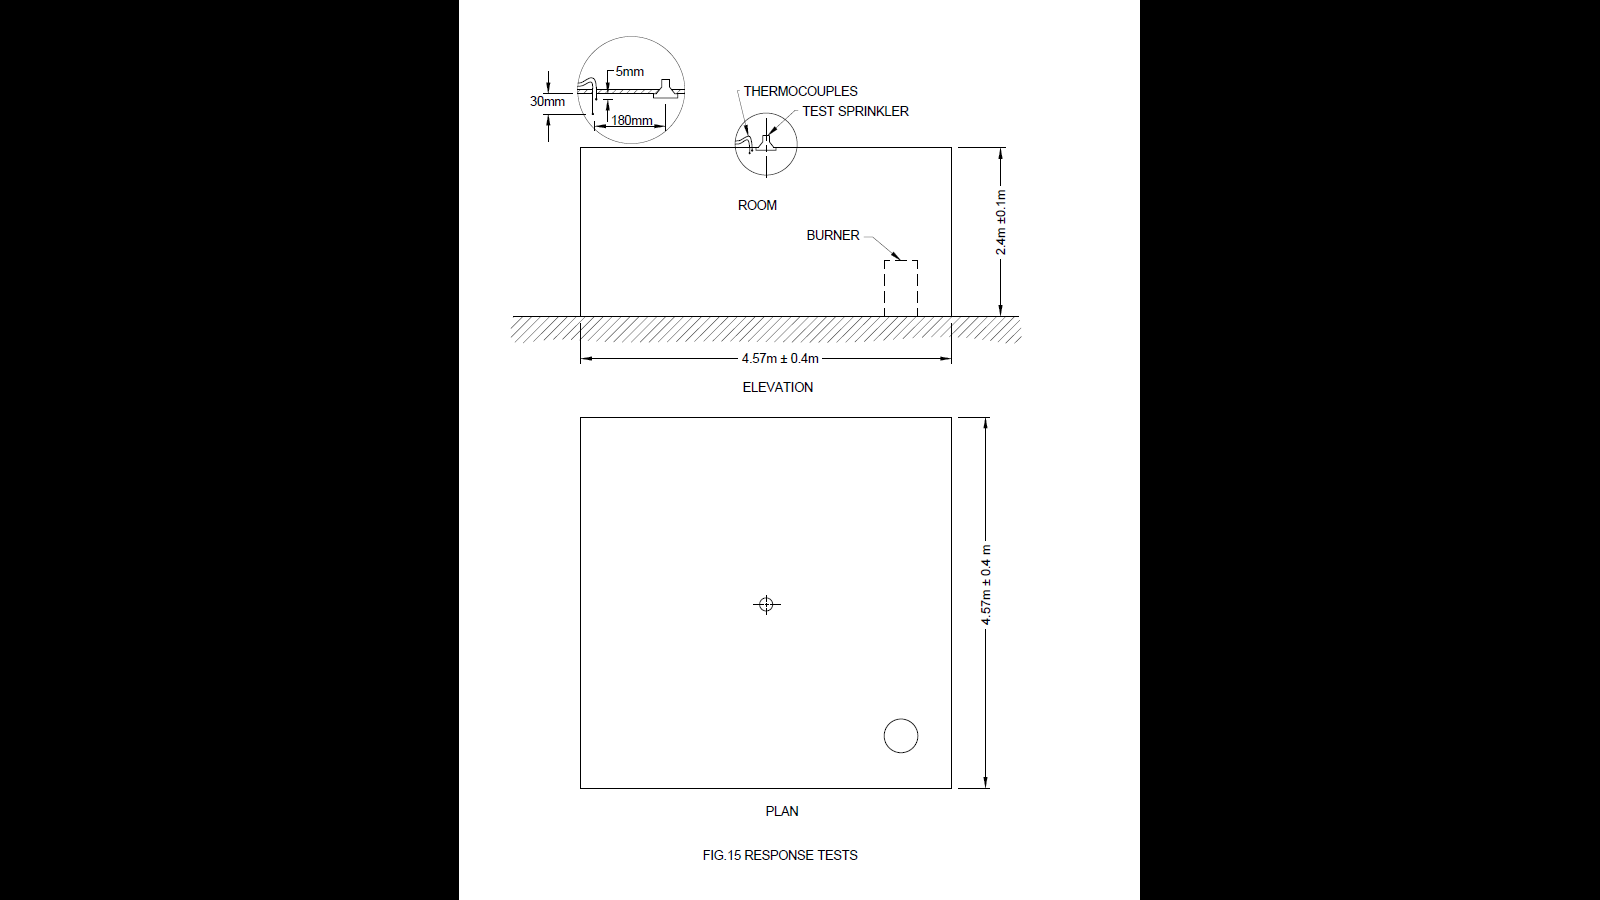 5mm
30mm
180mm
THERMOCOUPLES
TEST SPRINKLER
ROOM
2.4m ±0.1m
BURNER
4.57m ± 0.4m
ELEVATION
4.57m ± 0.4 m
PLAN
FIG.15 RESPONSE TESTS